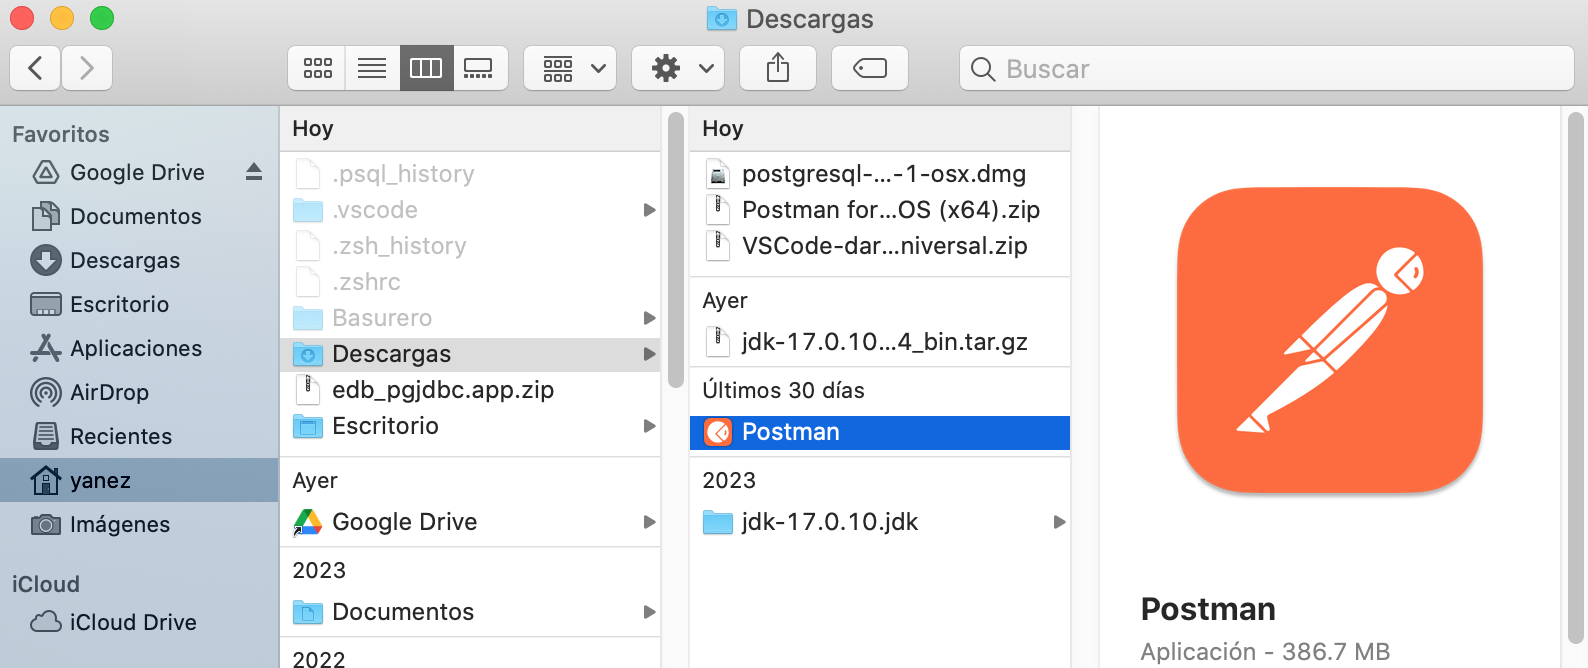 Descargas
Buscar
Favoritos
Google Drive
Documentos
Descargas
Escritorio
Aplicaciones
AirDrop
Recientes
yanez
Imágenes
iCloud
iCloud Drive
Hoy
.psql_history
.vscode
.zsh_history
.zshrc
Basurero
Descargas
edb_pgjdbc.app.zip
Escritorio
Ayer
Google Drive
2023
Documentos
2022
Hoy
postgresql-...-1-osx.dmg
Postman for...OS (x64).zip
VSCode-dar...niversal.zip
Ayer
jdk-17.0.10...4_bin.tar.gz
Últimos 30 días
Postman
2023
jdk-17.0.10.jdk
Postman
Aplicación - 386.7 MB